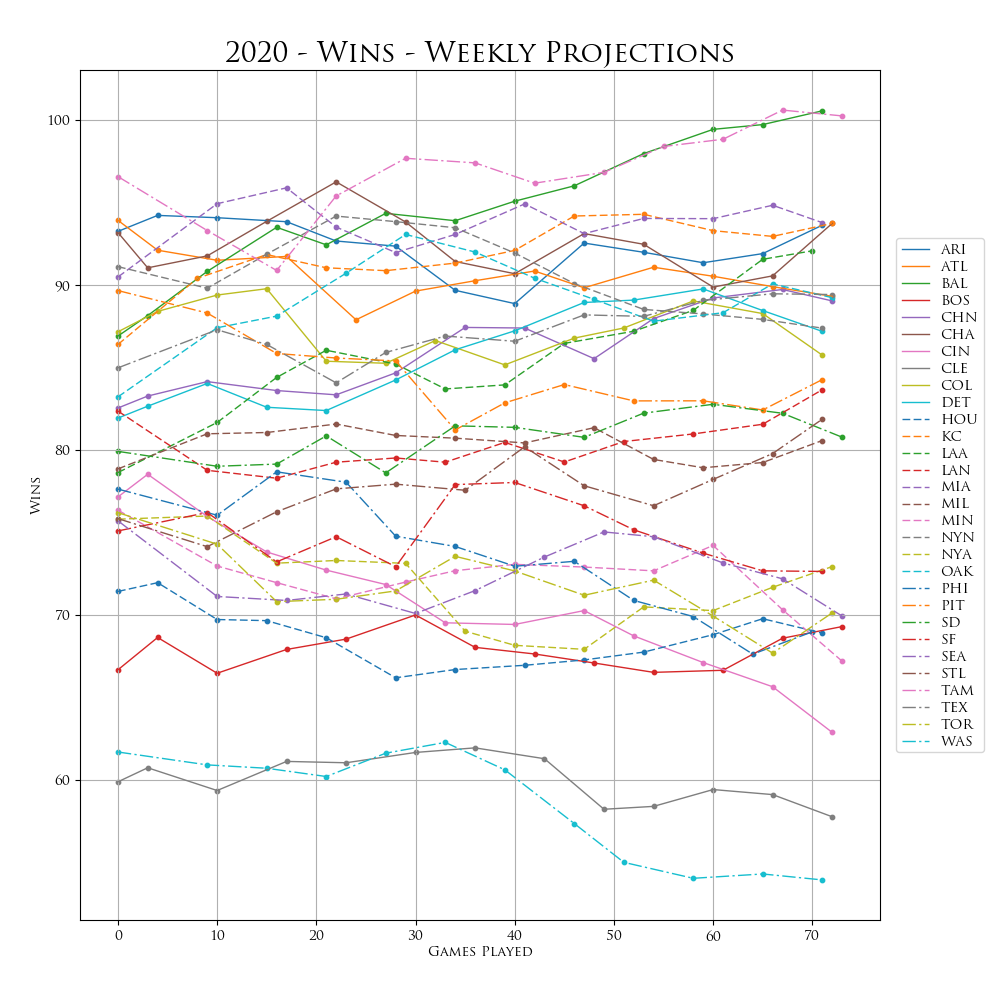 2020 - Wins - Weekly Projections
100
90
80
70
60
Wins
0 10 20 30 40 50 60 70
Games Played
ARI
ATL
BAL
BOS
CHN
CHA
CIN
CLE
COL
DET
HOU
KC
LAA
LAN
MIA
MIL
MIN
NYN
NYA
OAK
PHI
PIT
SD
SF
SEA
STL
TAM
TEX
TOR
WAS